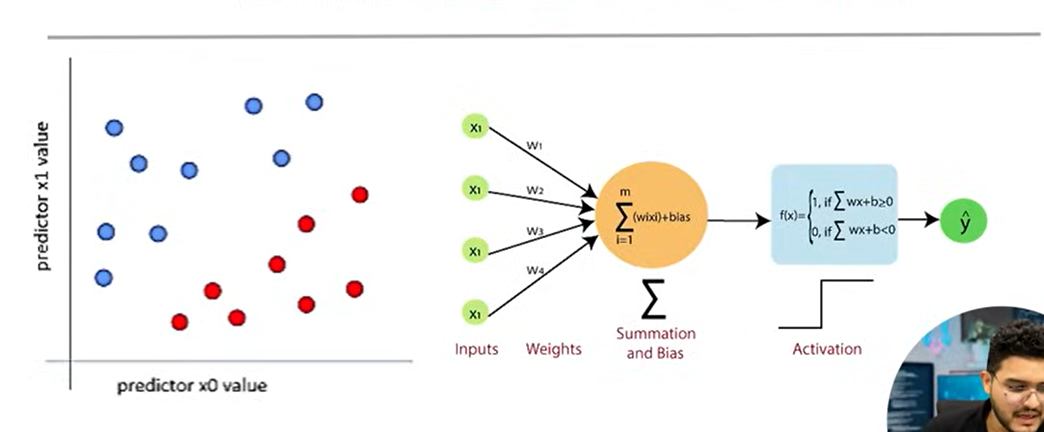 predictor x1 value
predictor x0 value
X₁
X₁
X₁
X₁
W₁
W₂
W₃
W₄
m
∑(wixi)+bias
i=1
∑
f(x)={1, if ∑wx+b≥0
0, if ∑ wx+b<0
ŷ
Inputs
Weights
Summation
and Bias
Activation